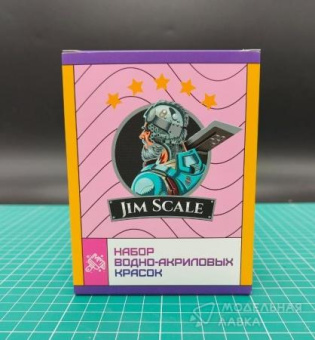 JIM SCALE
НАБОР
ВОДНО-АКРИЛОВЫХ
КРАСОК
МОДЕЛЬНАЯ
ЛАВКА